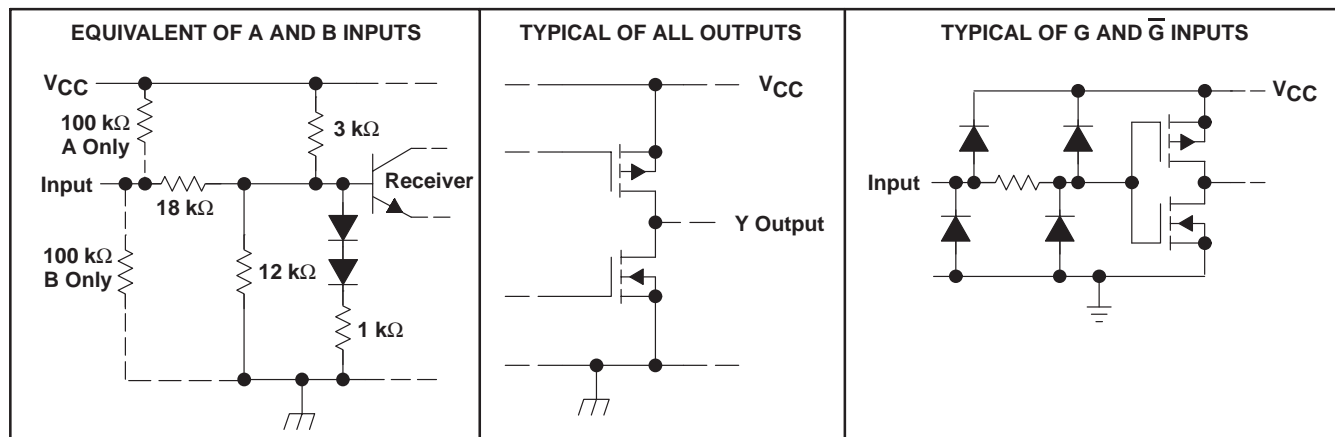 EQUIVALENT OF A AND B INPUTS
VCC
100 kΩ
A Only
3 kΩ
Input
18 kΩ
Receiver
100 kΩ
B Only
12 kΩ
1 kΩ
TYPICAL OF ALL OUTPUTS
VCC
Y Output
TYPICAL OF G AND G̅ INPUTS
VCC
Input